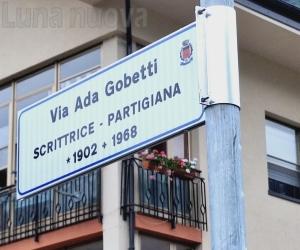 Luna nuova
Via Ada Gobetti
SCRITTRICE - PARTIGIANA
* 1902 + 1968